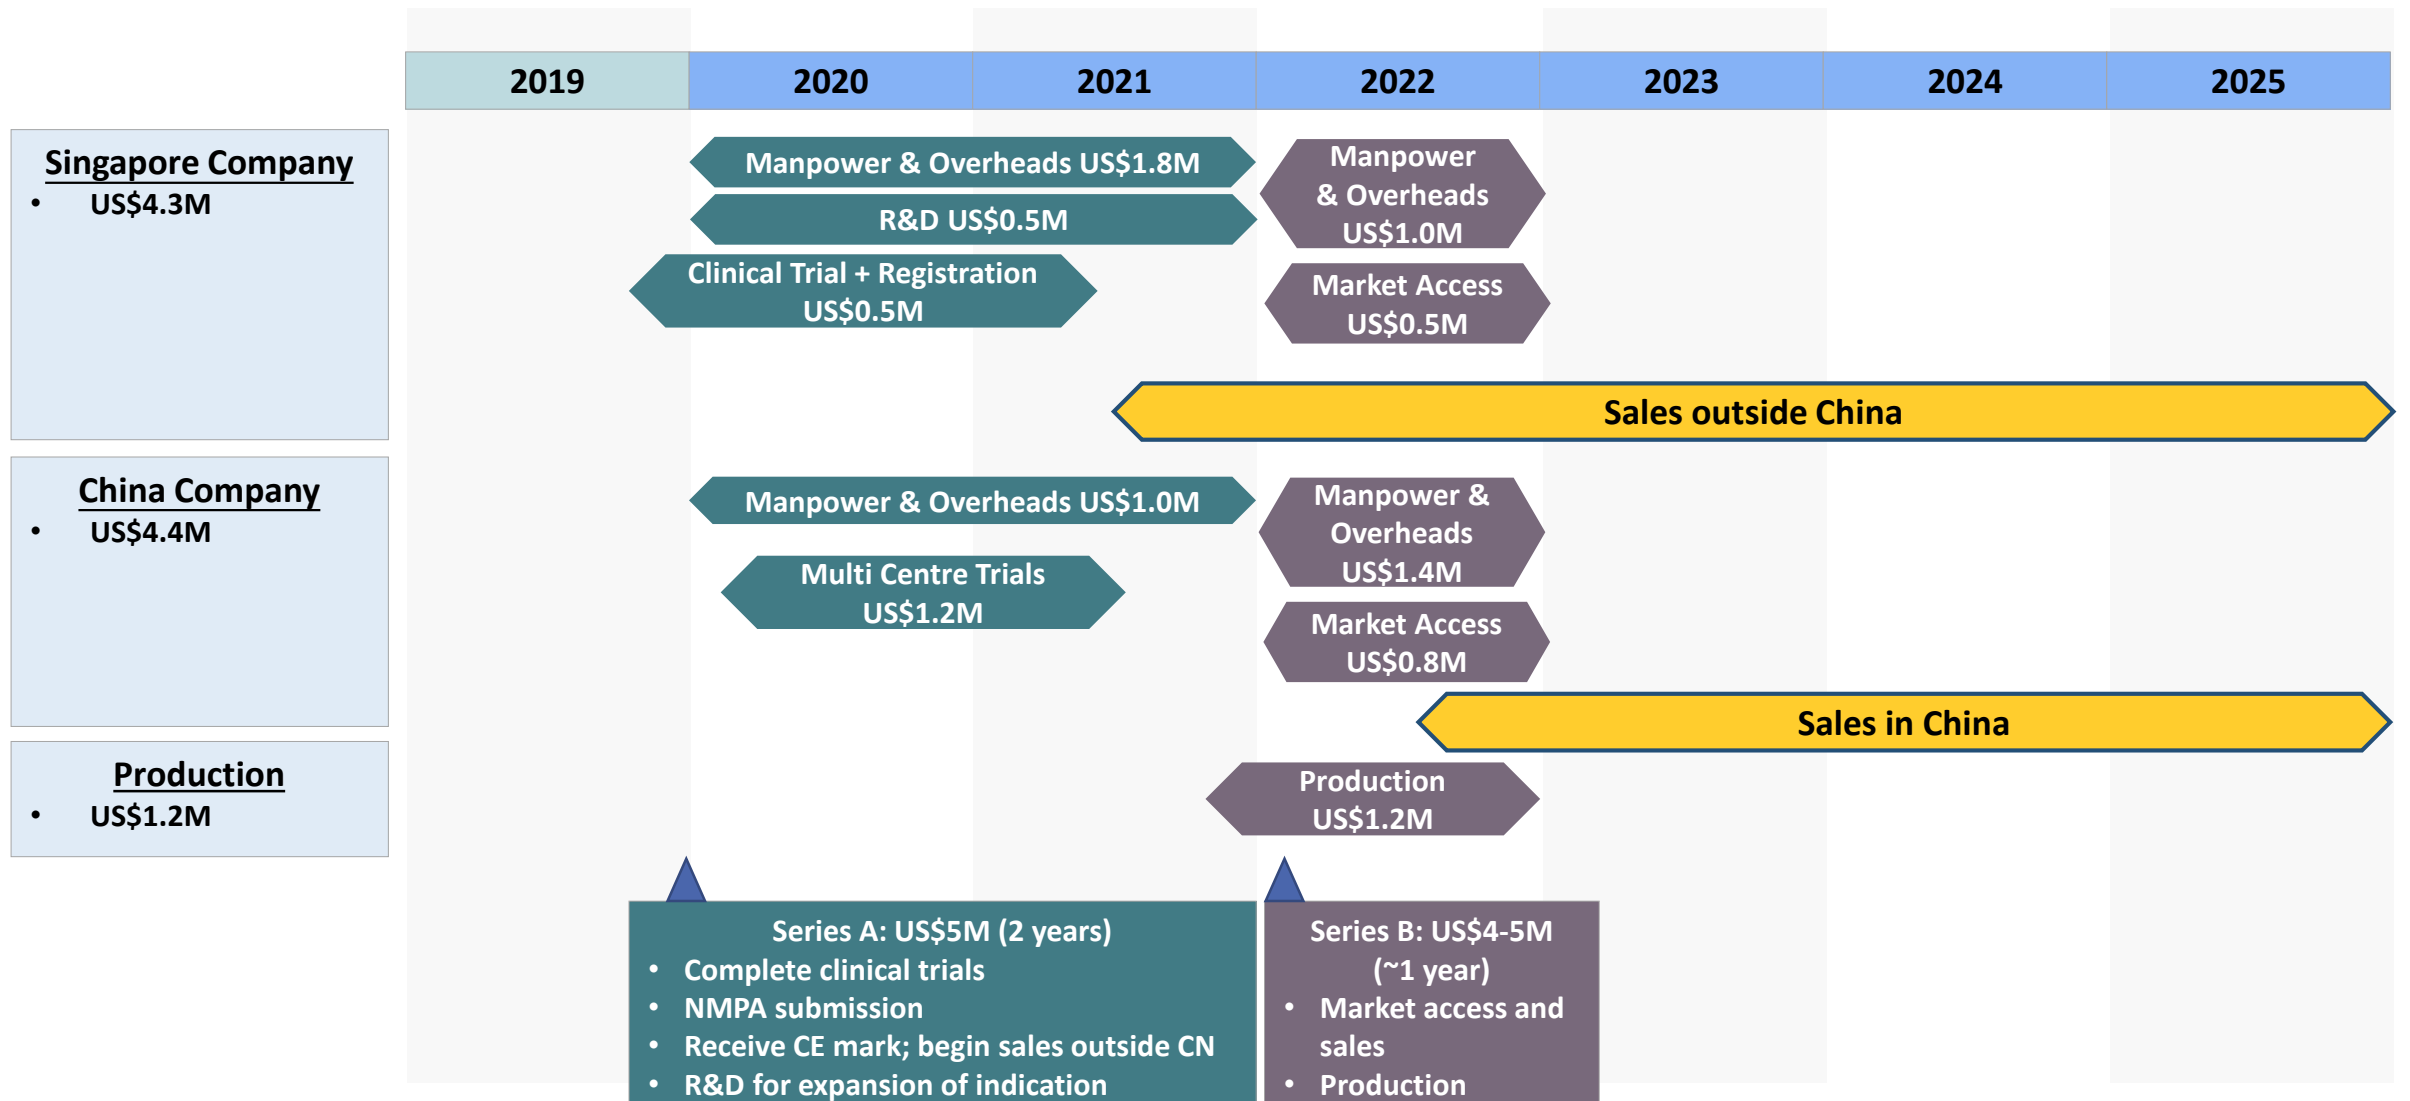 2019
2020
2021
2022
2023
2024
2025
Singapore Company
• US$4.3M
Manpower & Overheads US$1.8M
R&D US$0.5M
Clinical Trial + Registration
US$0.5M
Manpower
& Overheads
US$1.0M
Market Access
US$0.5M
Sales outside China
China Company
• US$4.4M
Manpower & Overheads US$1.0M
Multi Centre Trials
US$1.2M
Manpower &
Overheads
US$1.4M
Market Access
US$0.8M
Sales in China
Production
• US$1.2M
Production
US$1.2M
Series A: US$5M (2 years)
• Complete clinical trials
• NMPA submission
• Receive CE mark; begin sales outside CN
• R&D for expansion of indication
Series B: US$4-5M
(~1 year)
• Market access and
sales
• Production